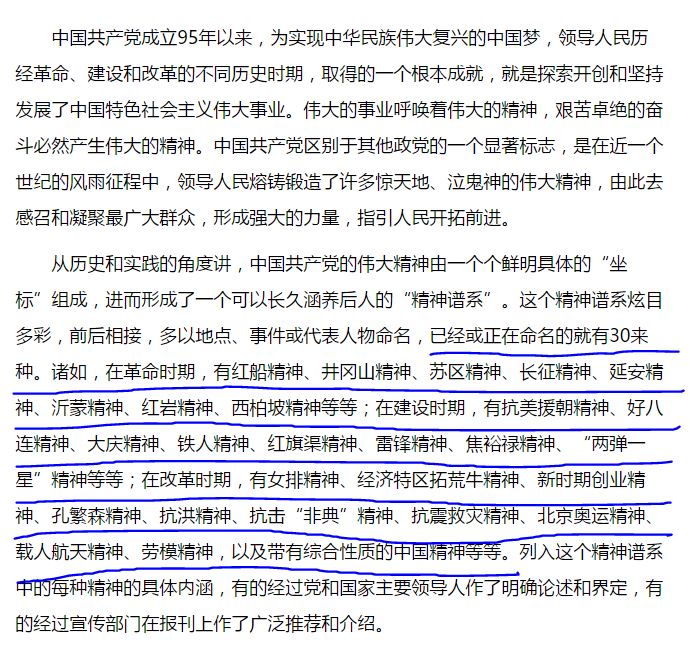 中国共产党成立95年以来，为实现中华民族伟大复兴的中国梦，领导人民历
经革命、建设和改革的不同历史时期，取得的一个根本成就，就是探索开创和坚持
发展了中国特色社会主义伟大事业。伟大的事业呼唤着伟大的精神，艰苦卓绝的奋
斗必然产生伟大的精神。中国共产党区别于其他政党的一个显著标志，是在近一个
世纪的风雨征程中，领导人民熔铸锻造了许多惊天地、泣鬼神的伟大精神，由此去
感召和凝聚最广大群众，形成强大的力量，指引人民开拓前进。
从历史和实践的角度讲，中国共产党的伟大精神由一个个鲜明具体的“坐
标”组成，进而形成了一个可以长久涵养后人的“精神谱系”。这个精神谱系炫目
多彩，前后相接，多以地点、事件或代表人物命名，已经或正在命名的就有30来
种。诸如，在革命时期，有红船精神、井冈山精神、苏区精神、长征精神、延安精
神、沂蒙精神、红岩精神、西柏坡精神等等；在建设时期，有抗美援朝精神、好八
连精神、大庆精神、铁人精神、红旗渠精神、雷锋精神、焦裕禄精神、“两弹一
星”精神等等；在改革时期，有女排精神、经济特区拓荒牛精神、新时期创业精
神、孔繁森精神、抗洪精神、抗击“非典”精神、抗震救灾精神、北京奥运精神、
载人航天精神、劳模精神，以及带有综合性质的中国精神等等。列入这个精神谱系
中的每种精神的具体内涵，有的经过党和国家主要领导人作了明确论述和界定，有
的经过宣传部门在报刊上作了广泛推荐和介绍。